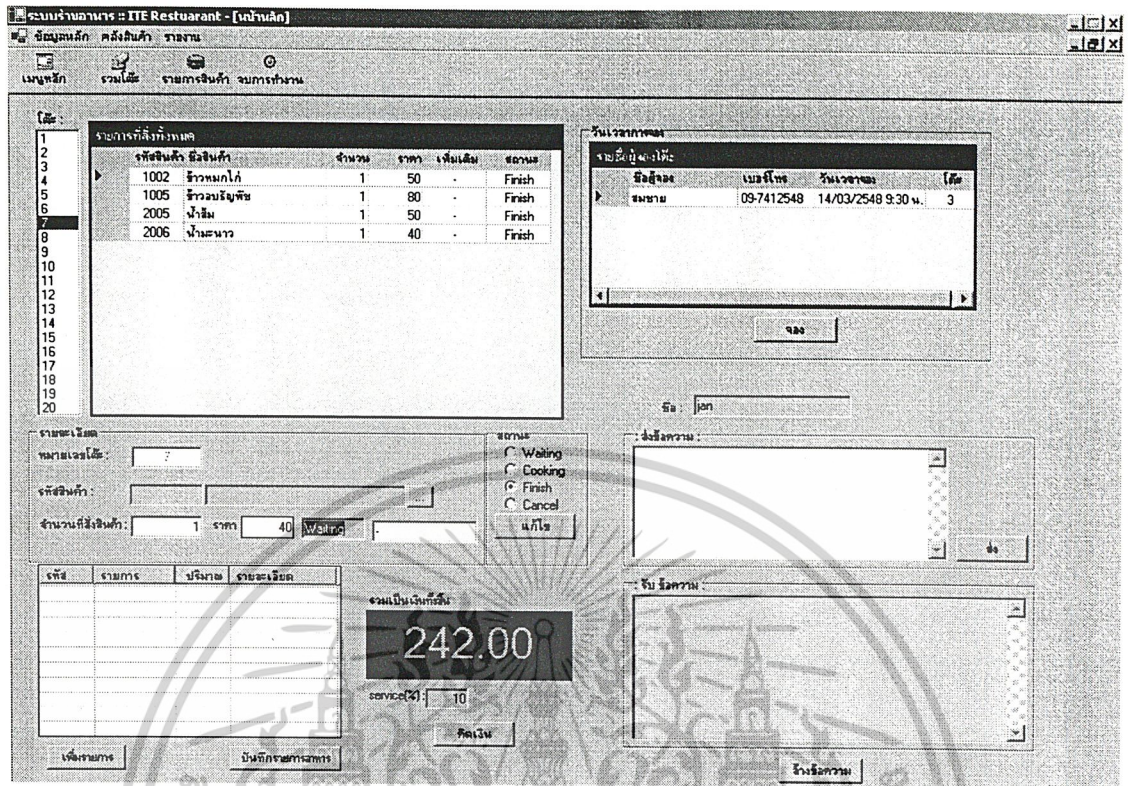 ระบบร้านอาหาร :: ITE Restuarant - [หน้าหลัก]
ข้อมูลหลัก คลังสินค้า รายงาน
เมนูหลัก รวมโต๊ะ รายการสินค้า จบการทำงาน
โต๊ะ :
1
2
3
4
5
6
7
8
9
10
11
12
13
14
15
16
17
18
19
20
รายการที่สั่งทั้งหมด
รหัสสินค้า ชื่อสินค้า จำนวน ราคา เพิ่มเติม สถานะ
1002 ข้าวหมกไก่ 1 50 - Finish
1005 ข้าวอบธัญพืช 1 80 - Finish
2005 น้ำส้ม 1 50 - Finish
2006 น้ำมะนาว 1 40 - Finish
วันเวลาการจอง
รายชื่อผู้จองโต๊ะ
ชื่อผู้จอง เบอร์โทร วันเวลาจอง โต๊ะ
สมชาย 09-7412548 14/03/2548 9:30 น. 3
จอง
ชื่อ : jan
รายละเอียด
หมายเลขโต๊ะ : 7
รหัสสินค้า : ...
จำนวนที่สั่งสินค้า : 1 ราคา 40 Waiting -
สถานะ
Waiting
Cooking
Finish
Cancel
แก้ไข
: ส่งข้อความ :
ส่ง
รหัส รายการ ปริมาณ รายละเอียด
เพิ่มรายการ บันทึกรายการอาหาร
รวมเป็นเงินทั้งสิ้น
242.00
service(%) : 10
คิดเงิน
: รับ ข้อความ :
ล้างข้อความ